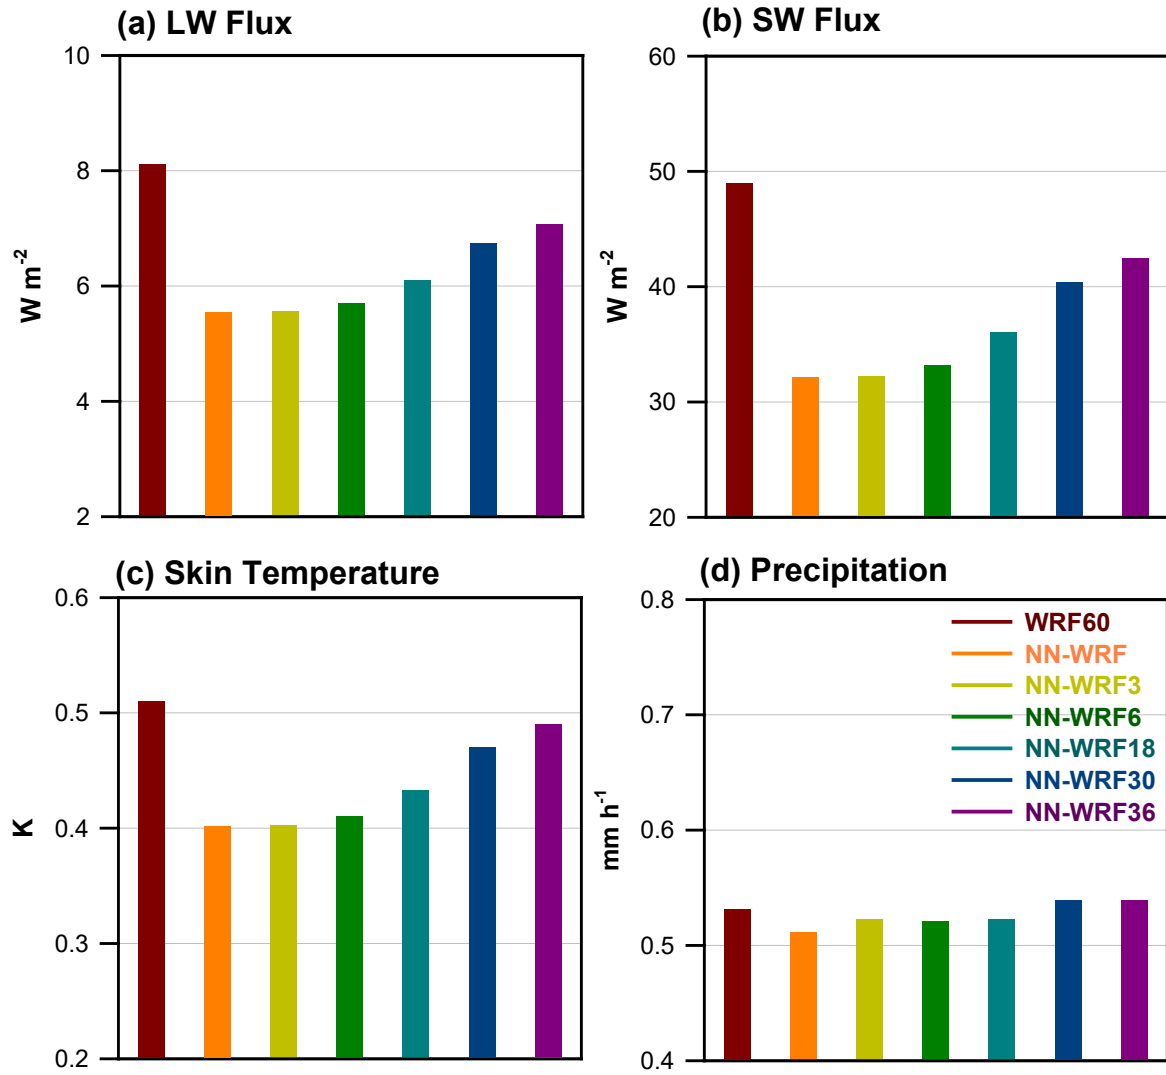 (a) LW Flux
10
8
6
4
2
W m⁻²
(b) SW Flux
60
50
40
30
20
W m⁻²
(c) Skin Temperature
0.6
0.5
0.4
0.3
0.2
K
(d) Precipitation
0.8
0.7
0.6
0.5
0.4
mm h⁻¹
WRF60
NN-WRF
NN-WRF3
NN-WRF6
NN-WRF18
NN-WRF30
NN-WRF36